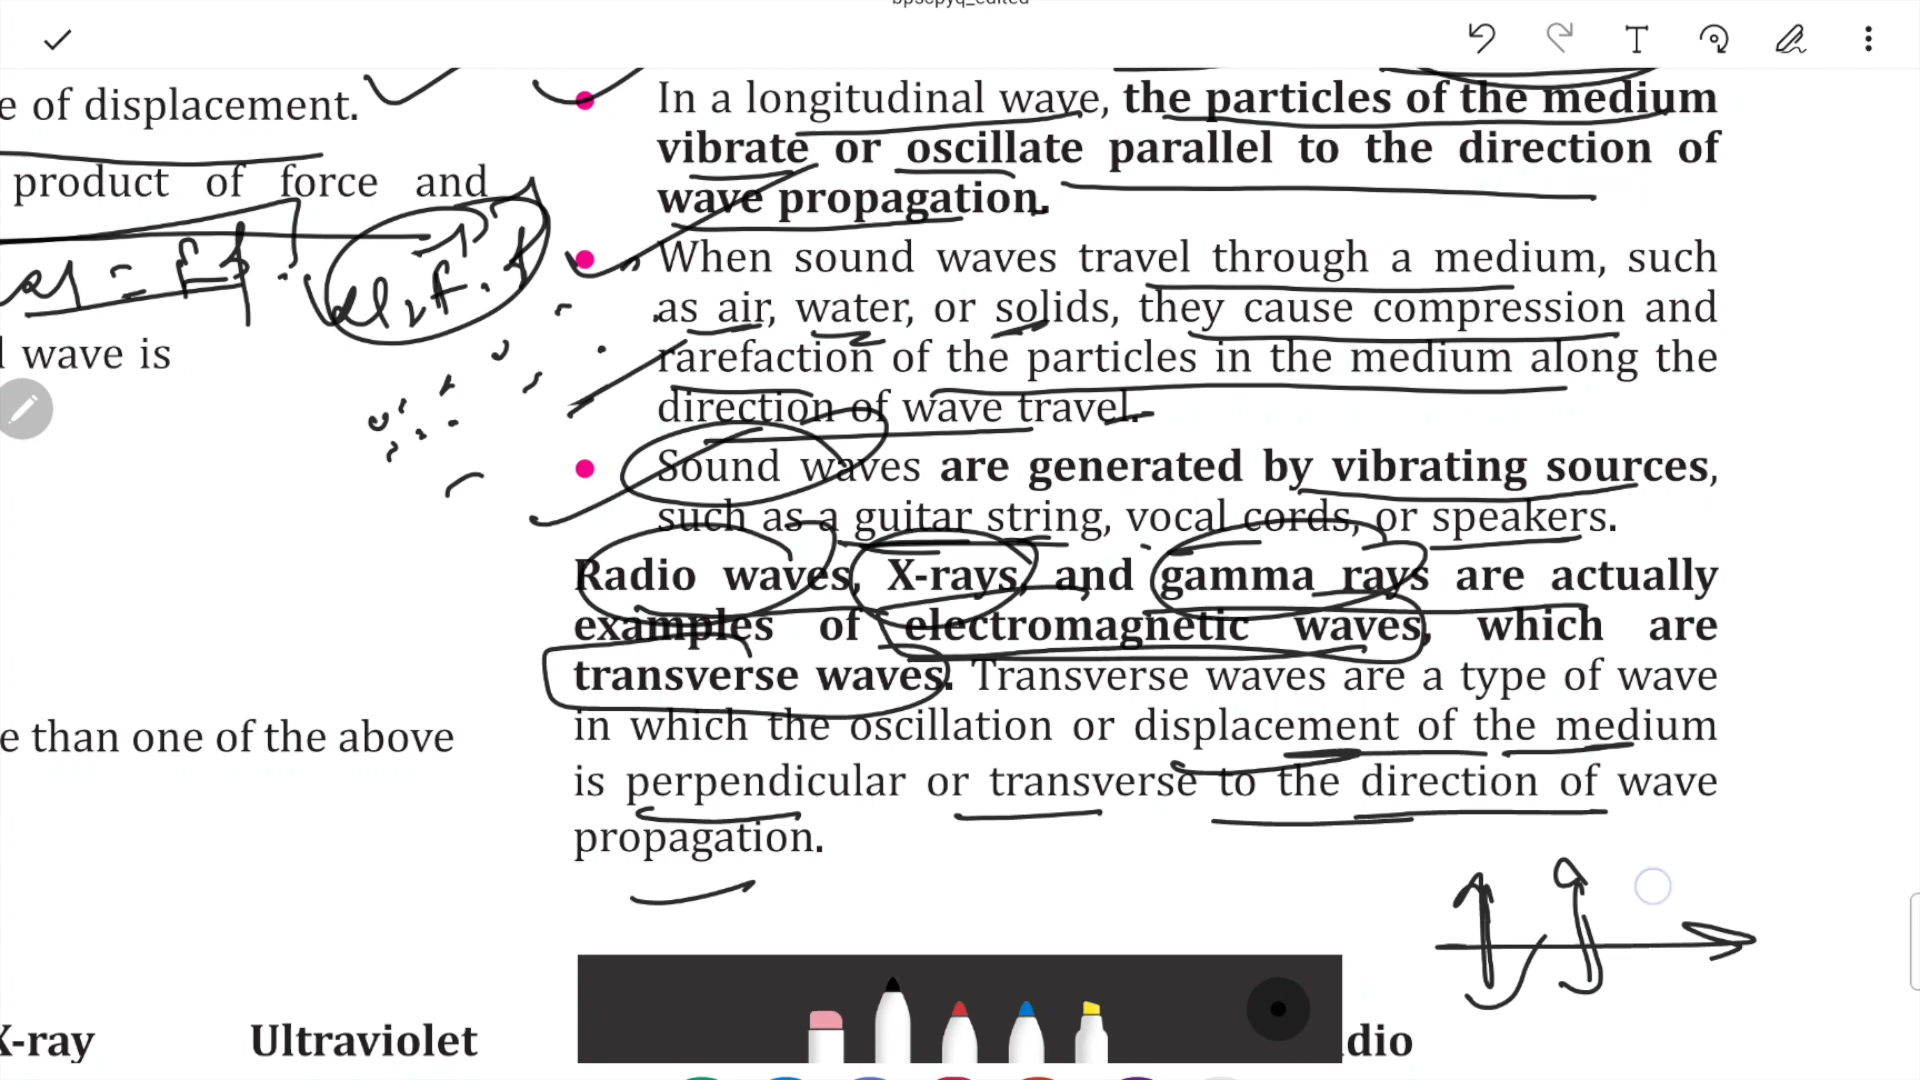 e of displacement.
product of force and
wave is
e than one of the above
In a longitudinal wave, the particles of the medium
vibrate or oscillate parallel to the direction of
wave propagation.
When sound waves travel through a medium, such
as air, water, or solids, they cause compression and
rarefaction of the particles in the medium along the
direction of wave travel.
Sound waves are generated by vibrating sources,
such as a guitar string, vocal cords, or speakers.
Radio waves, X-rays, and gamma rays are actually
examples of electromagnetic waves, which are
transverse waves. Transverse waves are a type of wave
in which the oscillation or displacement of the medium
is perpendicular or transverse to the direction of wave
propagation.
X-ray Ultraviolet dio